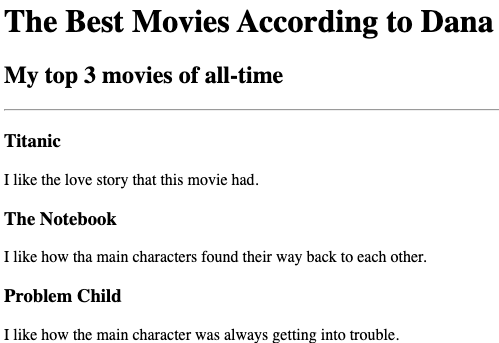 The Best Movies According to Dana
My top 3 movies of all-time
Titanic
I like the love story that this movie had.
The Notebook
I like how tha main characters found their way back to each other.
Problem Child
I like how the main character was always getting into trouble.